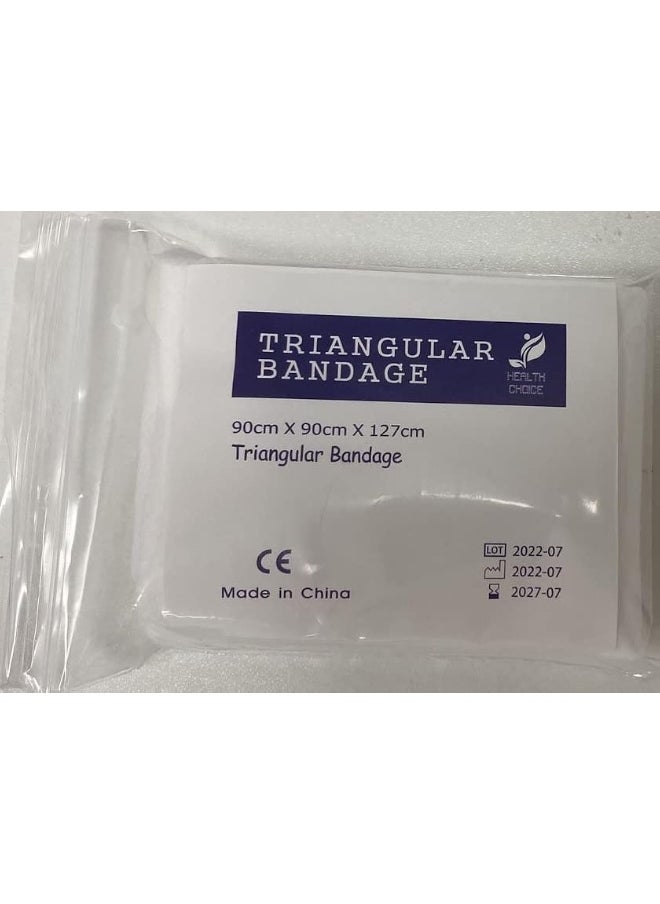 TRIANGULAR
BANDAGE
HEALTH
CHOICE
90cm X 90cm X 127cm
Triangular Bandage
CE
Made in China
LOT 2022-07
2022-07
2027-07